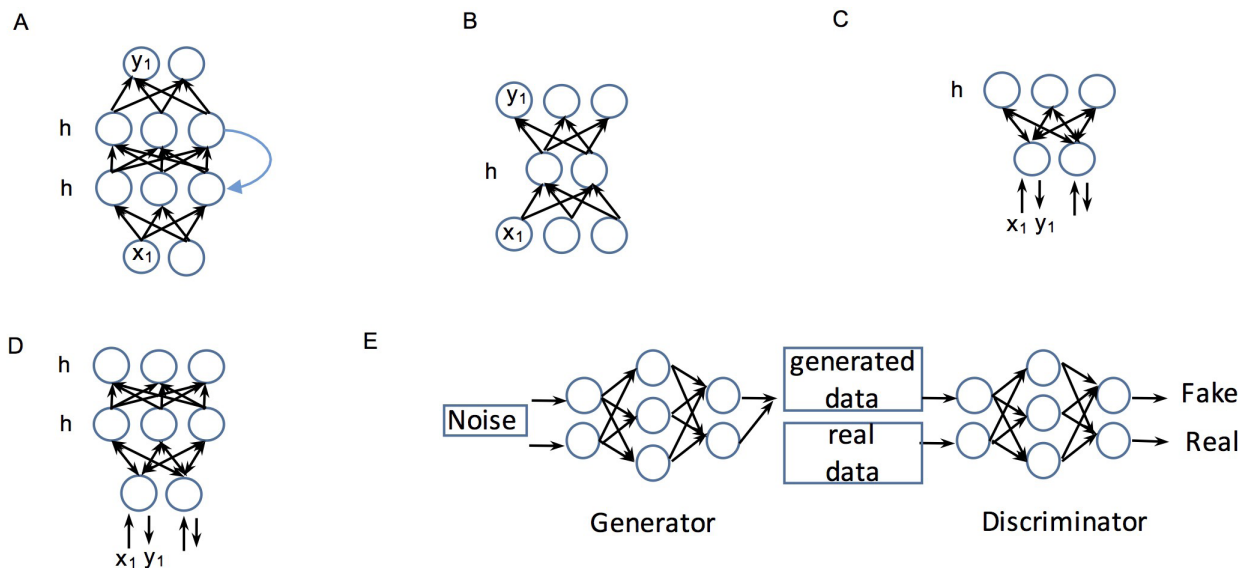 A
y₁
h
h
x₁
B
y₁
h
x₁
C
h
x₁ y₁
D
h
h
x₁ y₁
E
Noise
generated
data
real
data
Fake
Real
Generator
Discriminator